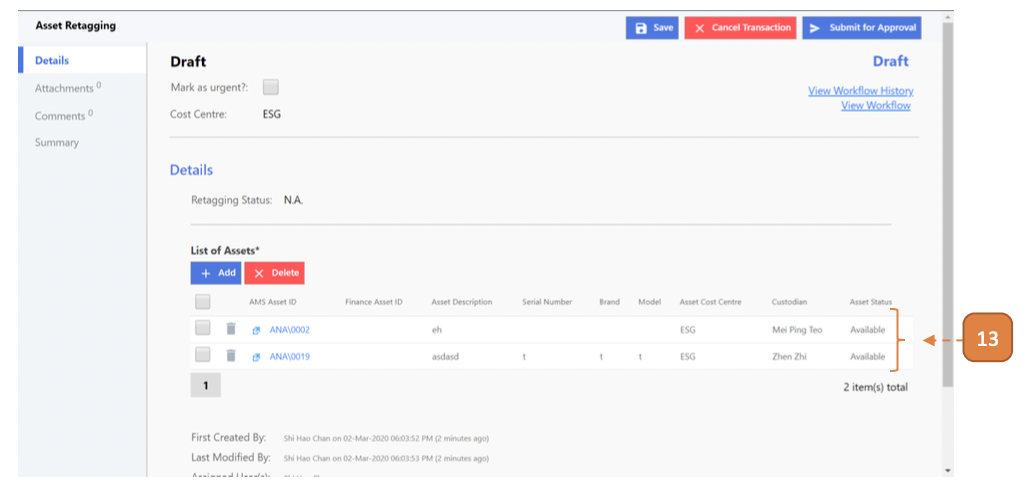 Asset Retagging
Save
Cancel Transaction
Submit for Approval
Details
Attachments 0
Comments 0
Summary
Draft
Draft
Mark as urgent?:
View Workflow History
View Workflow
Cost Centre: ESG
Details
Retagging Status: N.A.
List of Assets*
+ Add
Delete
AMS Asset ID Finance Asset ID Asset Description Serial Number Brand Model Asset Cost Centre Custodian Asset Status
ANA\0002 eh ESG Mei Ping Teo Available
ANA\0019 asdasd t t t ESG Zhen Zhi Available
13
1
2 item(s) total
First Created By: Shi Hao Chan on 02-Mar-2020 06:03:52 PM (2 minutes ago)
Last Modified By: Shi Hao Chan on 02-Mar-2020 06:03:53 PM (2 minutes ago)